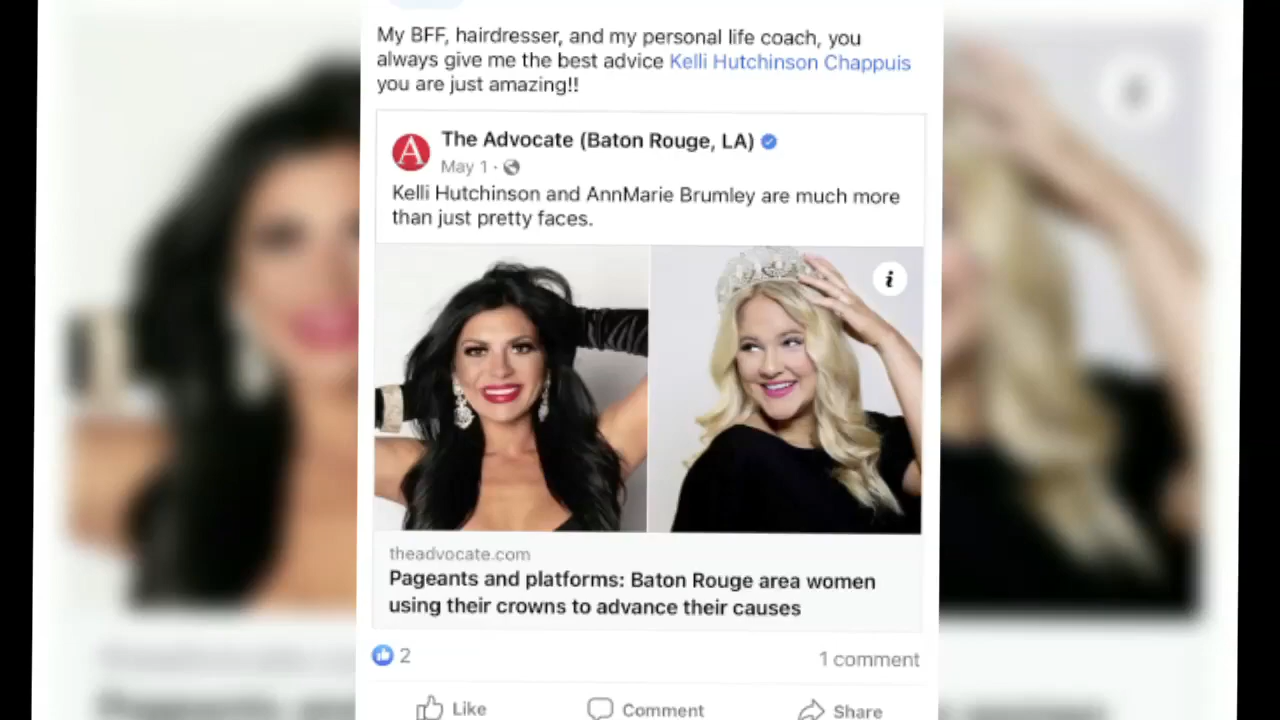 My BFF, hairdresser, and my personal life coach, you
always give me the best advice Kelli Hutchinson Chappuis
you are just amazing!!
A
The Advocate (Baton Rouge, LA)
May 1 ·
Kelli Hutchinson and AnnMarie Brumley are much more
than just pretty faces.
i
theadvocate.com
Pageants and platforms: Baton Rouge area women
using their crowns to advance their causes
2
1 comment
Like
Comment
Share